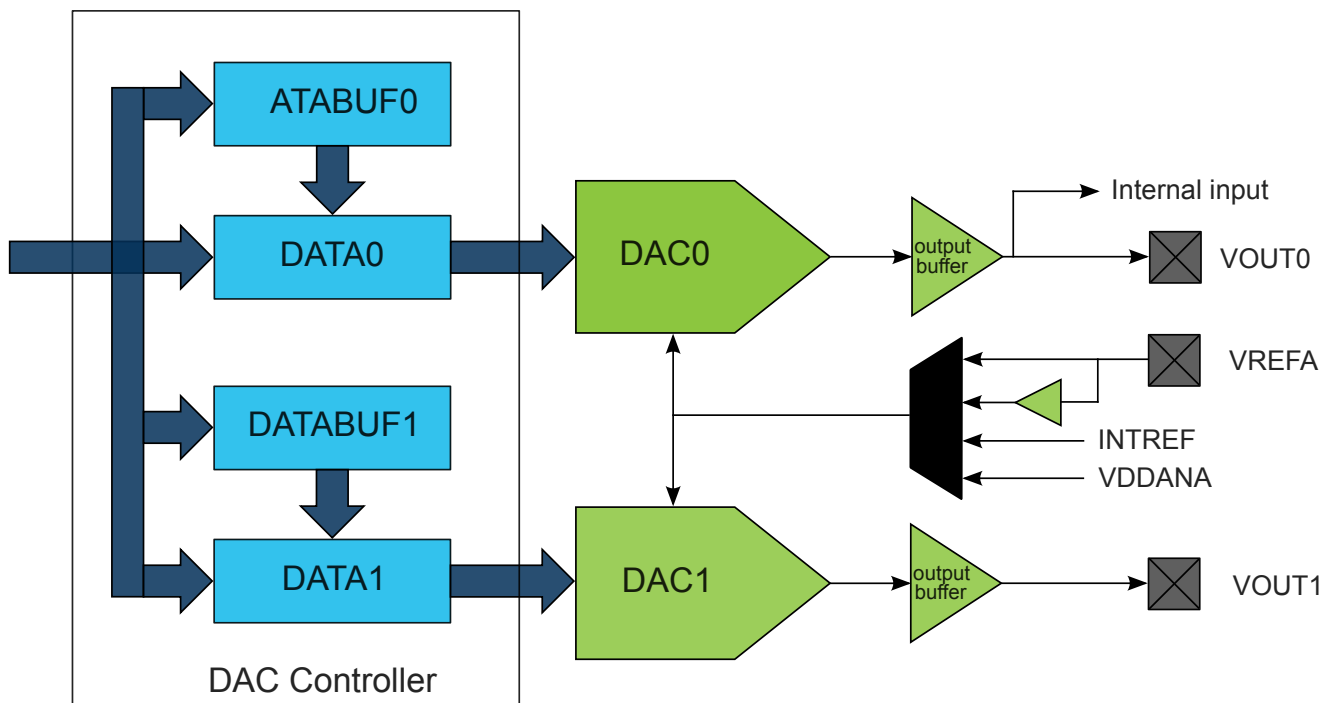 ATABUF0
DATA0
DAC0
output
buffer
Internal input
VOUT0
VREFA
INTREF
VDDANA
DATABUF1
DATA1
DAC1
output
buffer
VOUT1
DAC Controller